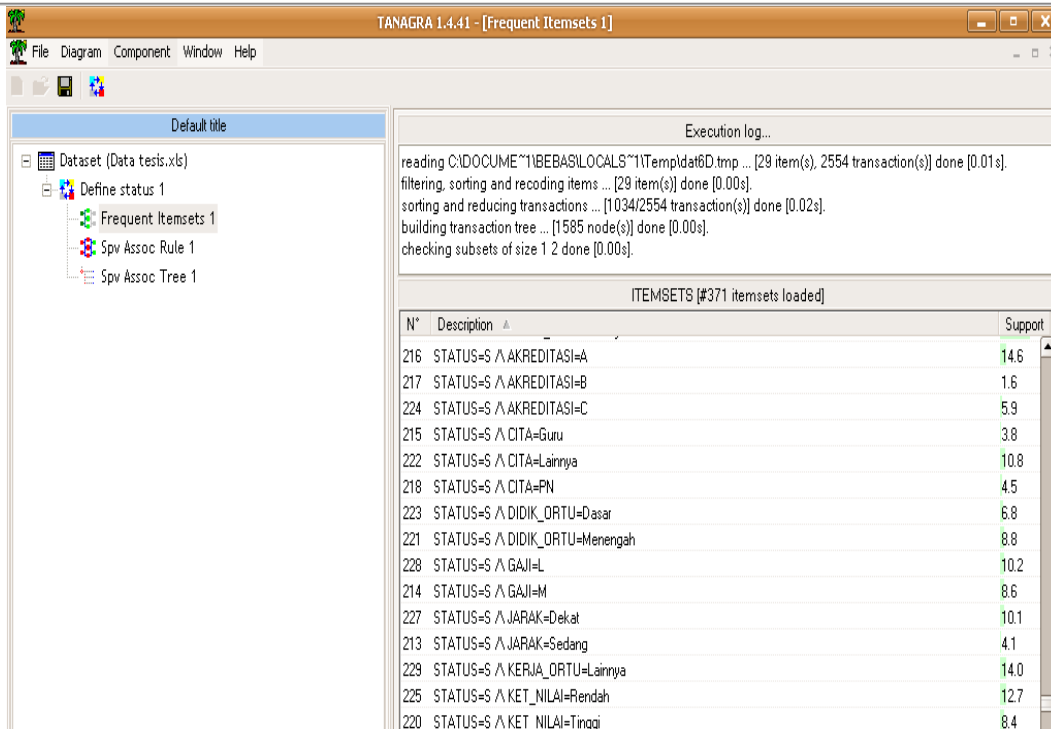 TANAGRA 1.4.41 - [Frequent Itemsets 1]
File Diagram Component Window Help
Default title
Dataset (Data tesis.xls)
Define status 1
Frequent Itemsets 1
Spv Assoc Rule 1
Spv Assoc Tree 1
Execution log...
reading C:\DOCUME~1\BEBAS\LOCALS~1\Temp\dat6D.tmp ... [29 item(s), 2554 transaction(s)] done [0.01s].
filtering, sorting and recoding items ... [29 item(s)] done [0.00s].
sorting and reducing transactions ... [1034/2554 transaction(s)] done [0.02s].
building transaction tree ... [1585 node(s)] done [0.00s].
checking subsets of size 1 2 done [0.00s].
ITEMSETS [#371 itemsets loaded]
N° Description Support
216 STATUS=S /\ AKREDITASI=A 14.6
217 STATUS=S /\ AKREDITASI=B 1.6
224 STATUS=S /\ AKREDITASI=C 5.9
215 STATUS=S /\ CITA=Guru 3.8
222 STATUS=S /\ CITA=Lainnya 10.8
218 STATUS=S /\ CITA=PN 4.5
223 STATUS=S /\ DIDIK_ORTU=Dasar 6.8
221 STATUS=S /\ DIDIK_ORTU=Menengah 8.8
228 STATUS=S /\ GAJI=L 10.2
214 STATUS=S /\ GAJI=M 8.6
227 STATUS=S /\ JARAK=Dekat 10.1
213 STATUS=S /\ JARAK=Sedang 4.1
229 STATUS=S /\ KERJA_ORTU=Lainnya 14.0
225 STATUS=S /\ KET_NILAI=Rendah 12.7
220 STATUS=S /\ KET_NILAI=Tinggi 8.4